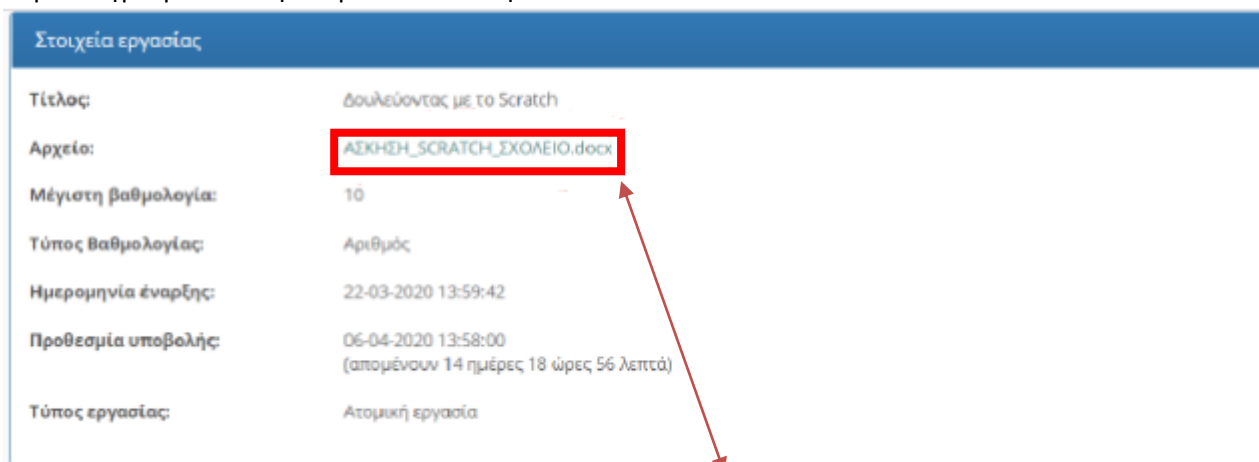 Στοιχεία εργασίας
Τίτλος: Δουλεύοντας με το Scratch
Αρχείο: ΑΣΚΗΣΗ_SCRATCH_ΣΧΟΛΕΙΟ.docx
Μέγιστη βαθμολογία: 10
Τύπος Βαθμολογίας: Αριθμός
Ημερομηνία έναρξης: 22-03-2020 13:59:42
Προθεσμία υποβολής: 06-04-2020 13:58:00
(απομένουν 14 ημέρες 18 ώρες 56 λεπτά)
Τύπος εργασίας: Ατομική εργασία